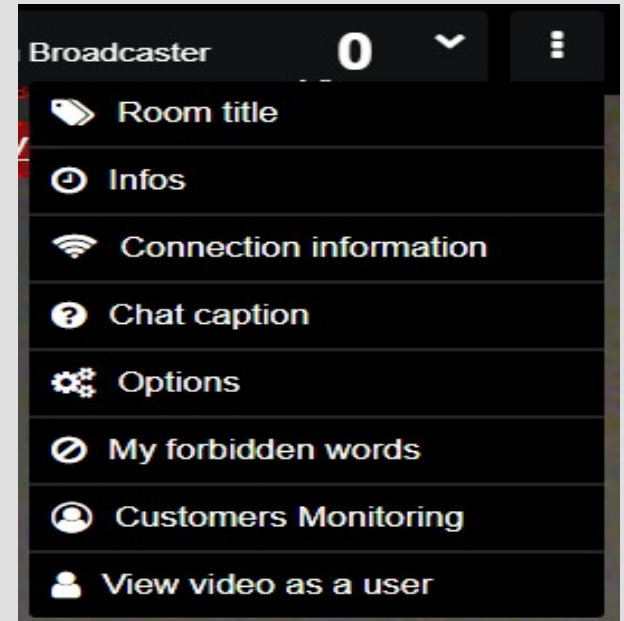 Broadcaster 0
Room title
Infos
Connection information
Chat caption
Options
My forbidden words
Customers Monitoring
View video as a user